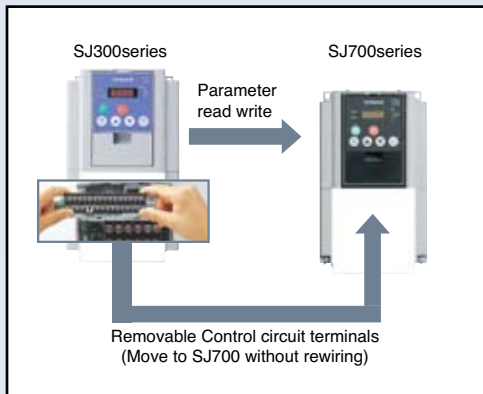 SJ300series
SJ700series
Parameter
read write
Removable Control circuit terminals
(Move to SJ700 without rewiring)